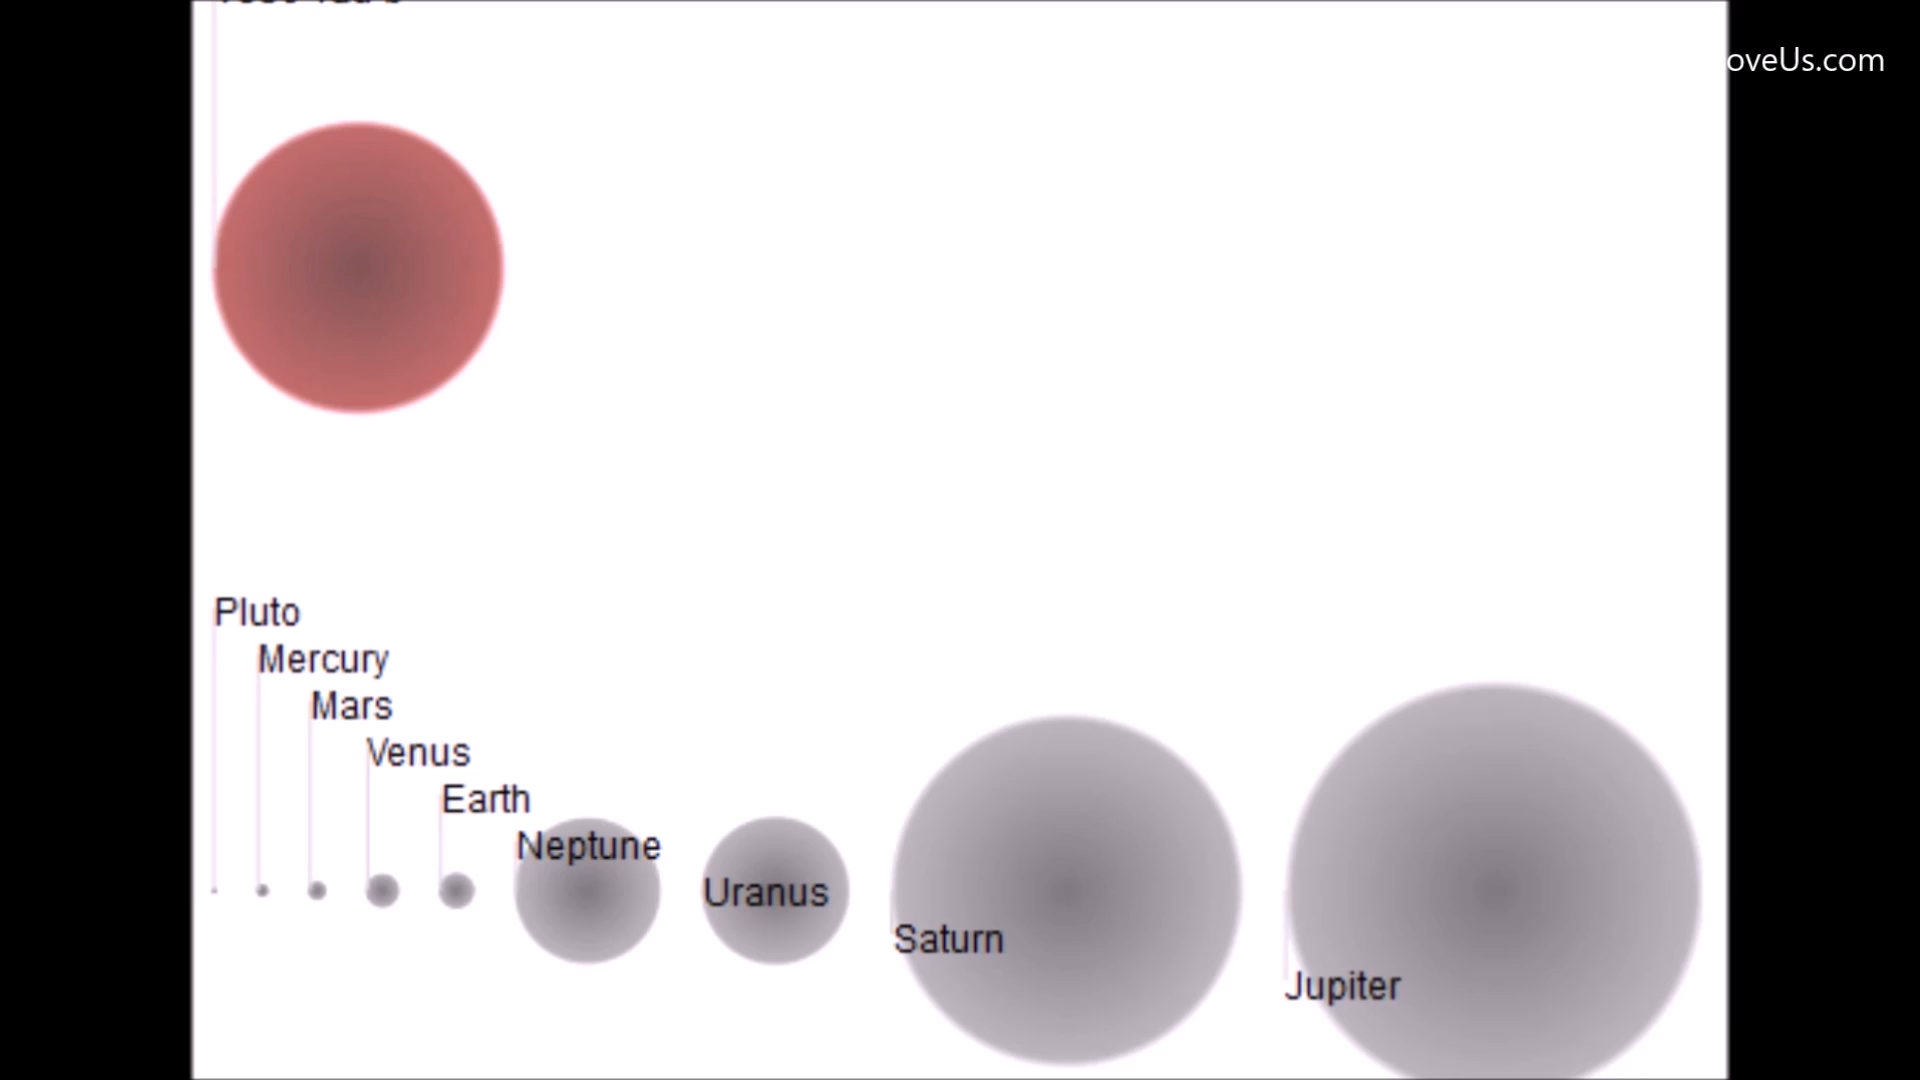 oveUs.com
Pluto
Mercury
Mars
Venus
Earth
Neptune
Uranus
Saturn
Jupiter